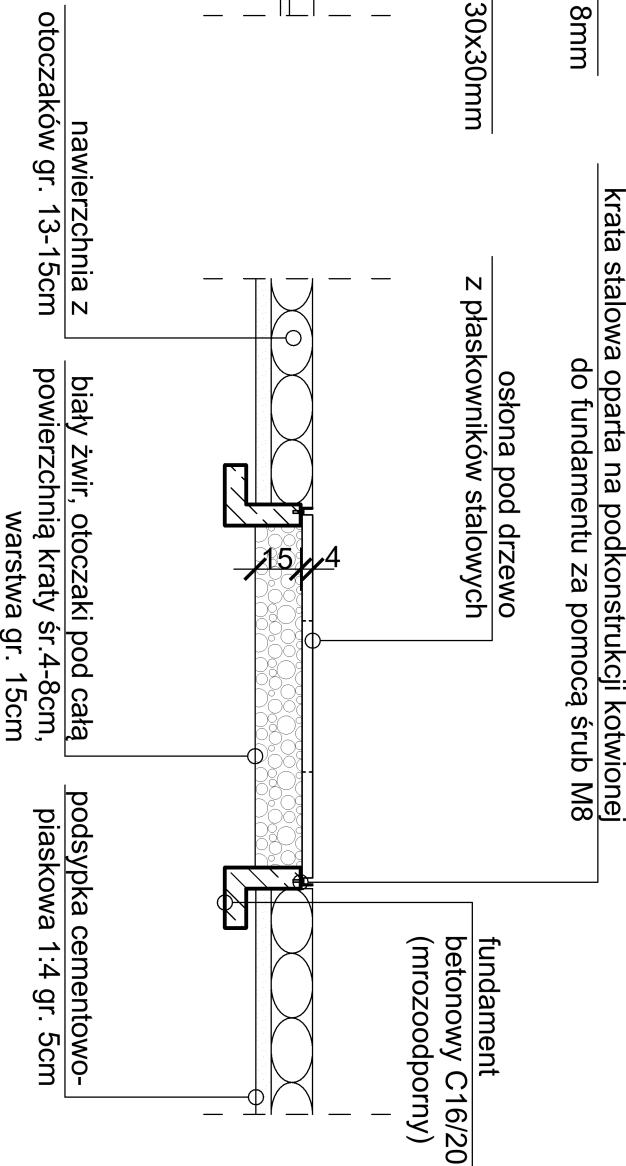 8mm
30x30mm
krata stalowa oparta na podkonstrukcji kotwionej
do fundamentu za pomocą śrub M8
osłona pod drzewo
z płaskowników stalowych
fundament
betonowy C16/20
(mrozoodporny)
15
4
nawierzchnia z
otoczaków gr. 13-15cm
biały żwir, otoczaki pod całą
powierzchnią kraty śr.4-8cm,
warstwa gr. 15cm
podsypka cementowo-
piaskowa 1:4 gr. 5cm